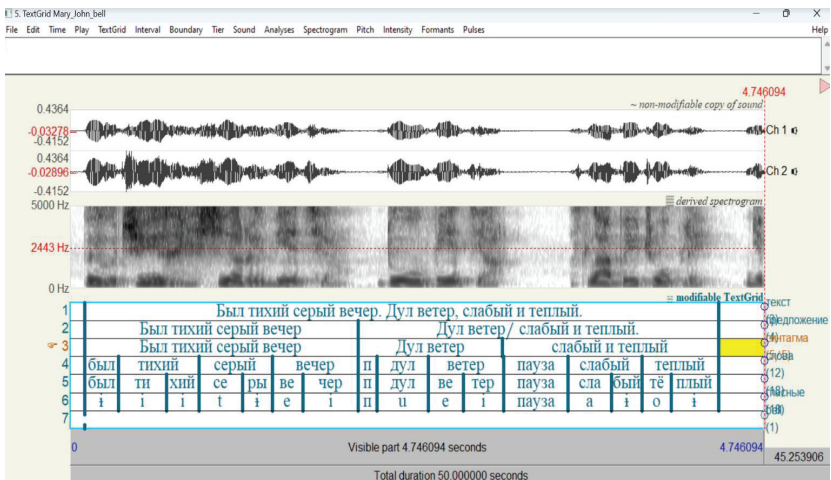 5. TextGrid Mary_John_bell
File Edit Time Play TextGrid Interval Boundary Tier Sound Analyses Spectrogram Pitch Intensity Formants Pulses Help
4.746094
~ non-modifiable copy of sound
0.4364
-0.03278
-0.4152
Ch 1
0.4364
-0.02896
-0.4152
Ch 2
5000 Hz
derived spectrogram
2443 Hz
0 Hz
modifiable TextGrid
1 Был тихий серый вечер. Дул ветер, слабый и теплый. текст
2 Был тихий серый вечер Дул ветер/ слабый и теплый.
3 Был тихий серый вечер Дул ветер слабый и теплый
4 был тихий серый вечер п дул ветер пауза слабый теплый
(12)
5 был ти хий се ры ве чер п дул ве тер пауза сла бый тё плый
6 ɨ i i t ɨ e i п u e i пауза a ɨ o ɨ
7
(1)
0 Visible part 4.746094 seconds 4.746094
45.253906
Total duration 50.000000 seconds